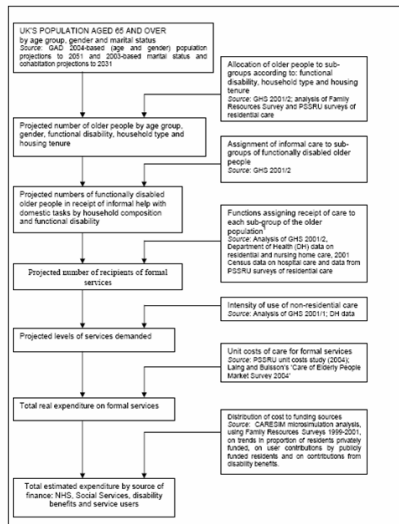 UK'S POPULATION AGED 65 AND OVER
by age group, gender and marital status
Source: GAD 2004-based (age and gender) population
projections to 2051 and 2003-based marital status and
cohabitation projections to 2031
Allocation of older people to sub-
groups according to: functional
disability, household type and housing
tenure
Source: GHS 2001/2; analysis of Family
Resources Survey and PSSRU surveys of
residential care
Projected number of older people by age group,
gender, functional disability, household type and
housing tenure
Assignment of informal care to sub-
groups of functionally disabled older
people
Source: GHS 2001/2
Projected numbers of functionally disabled
older people in receipt of informal help with
domestic tasks by household composition
and functional disability
Functions assigning receipt of care to
each sub-group of the older
population
Source: Analysis of GHS 2001/2,
Department of Health (DH) data on
residential and nursing home care, 2001
Census data on hospital care and data from
PSSRU surveys of residential care
Projected number of recipients of formal
services
Intensity of use of non-residential care
Source: Analysis of GHS 2001/1; DH data
Projected levels of services demanded
Unit costs of care for formal services
Source: PSSRU unit costs study (2004);
Laing and Buisson's 'Care of Elderly People
Market Survey 2004'
Total real expenditure on formal services
Distribution of cost to funding sources
Source: CARESIM microsimulation analysis,
using Family Resources Surveys 1999-2001,
on trends in proportion of residents privately
funded, on user contributions by publicly
funded residents and on contributions from
disability benefits.
Total estimated expenditure by source of
finance: NHS, Social Services, disability
benefits and service users